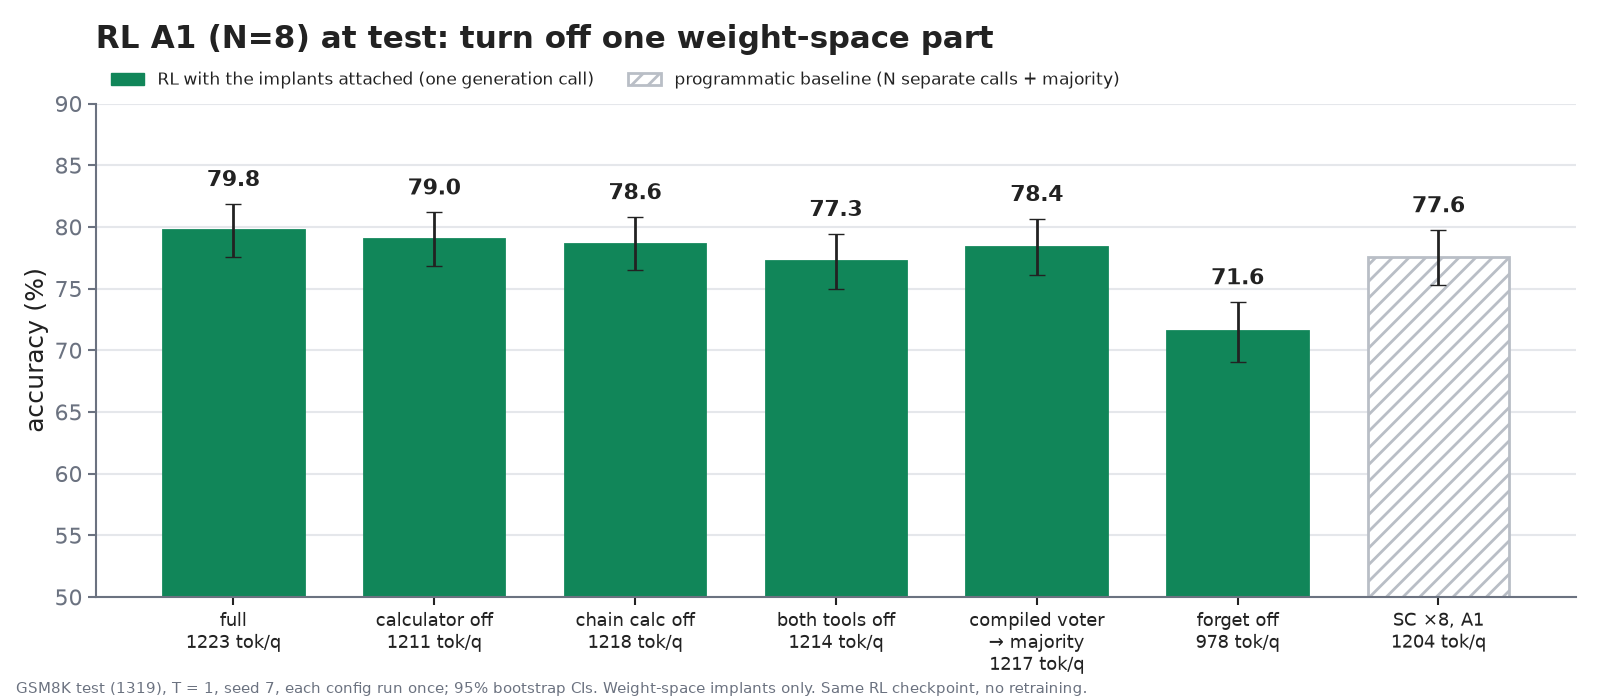 RL A1 (N=8) at test: turn off one weight-space part
RL with the implants attached (one generation call)
programmatic baseline (N separate calls + majority)
accuracy (%)
90
85
80
75
70
65
60
55
50
79.8
79.0
78.6
77.3
78.4
71.6
77.6
full
1223 tok/q
calculator off
1211 tok/q
chain calc off
1218 tok/q
both tools off
1214 tok/q
compiled voter
→ majority
1217 tok/q
forget off
978 tok/q
SC ×8, A1
1204 tok/q
GSM8K test (1319), T = 1, seed 7, each config run once; 95% bootstrap CIs. Weight-space implants only. Same RL checkpoint, no retraining.